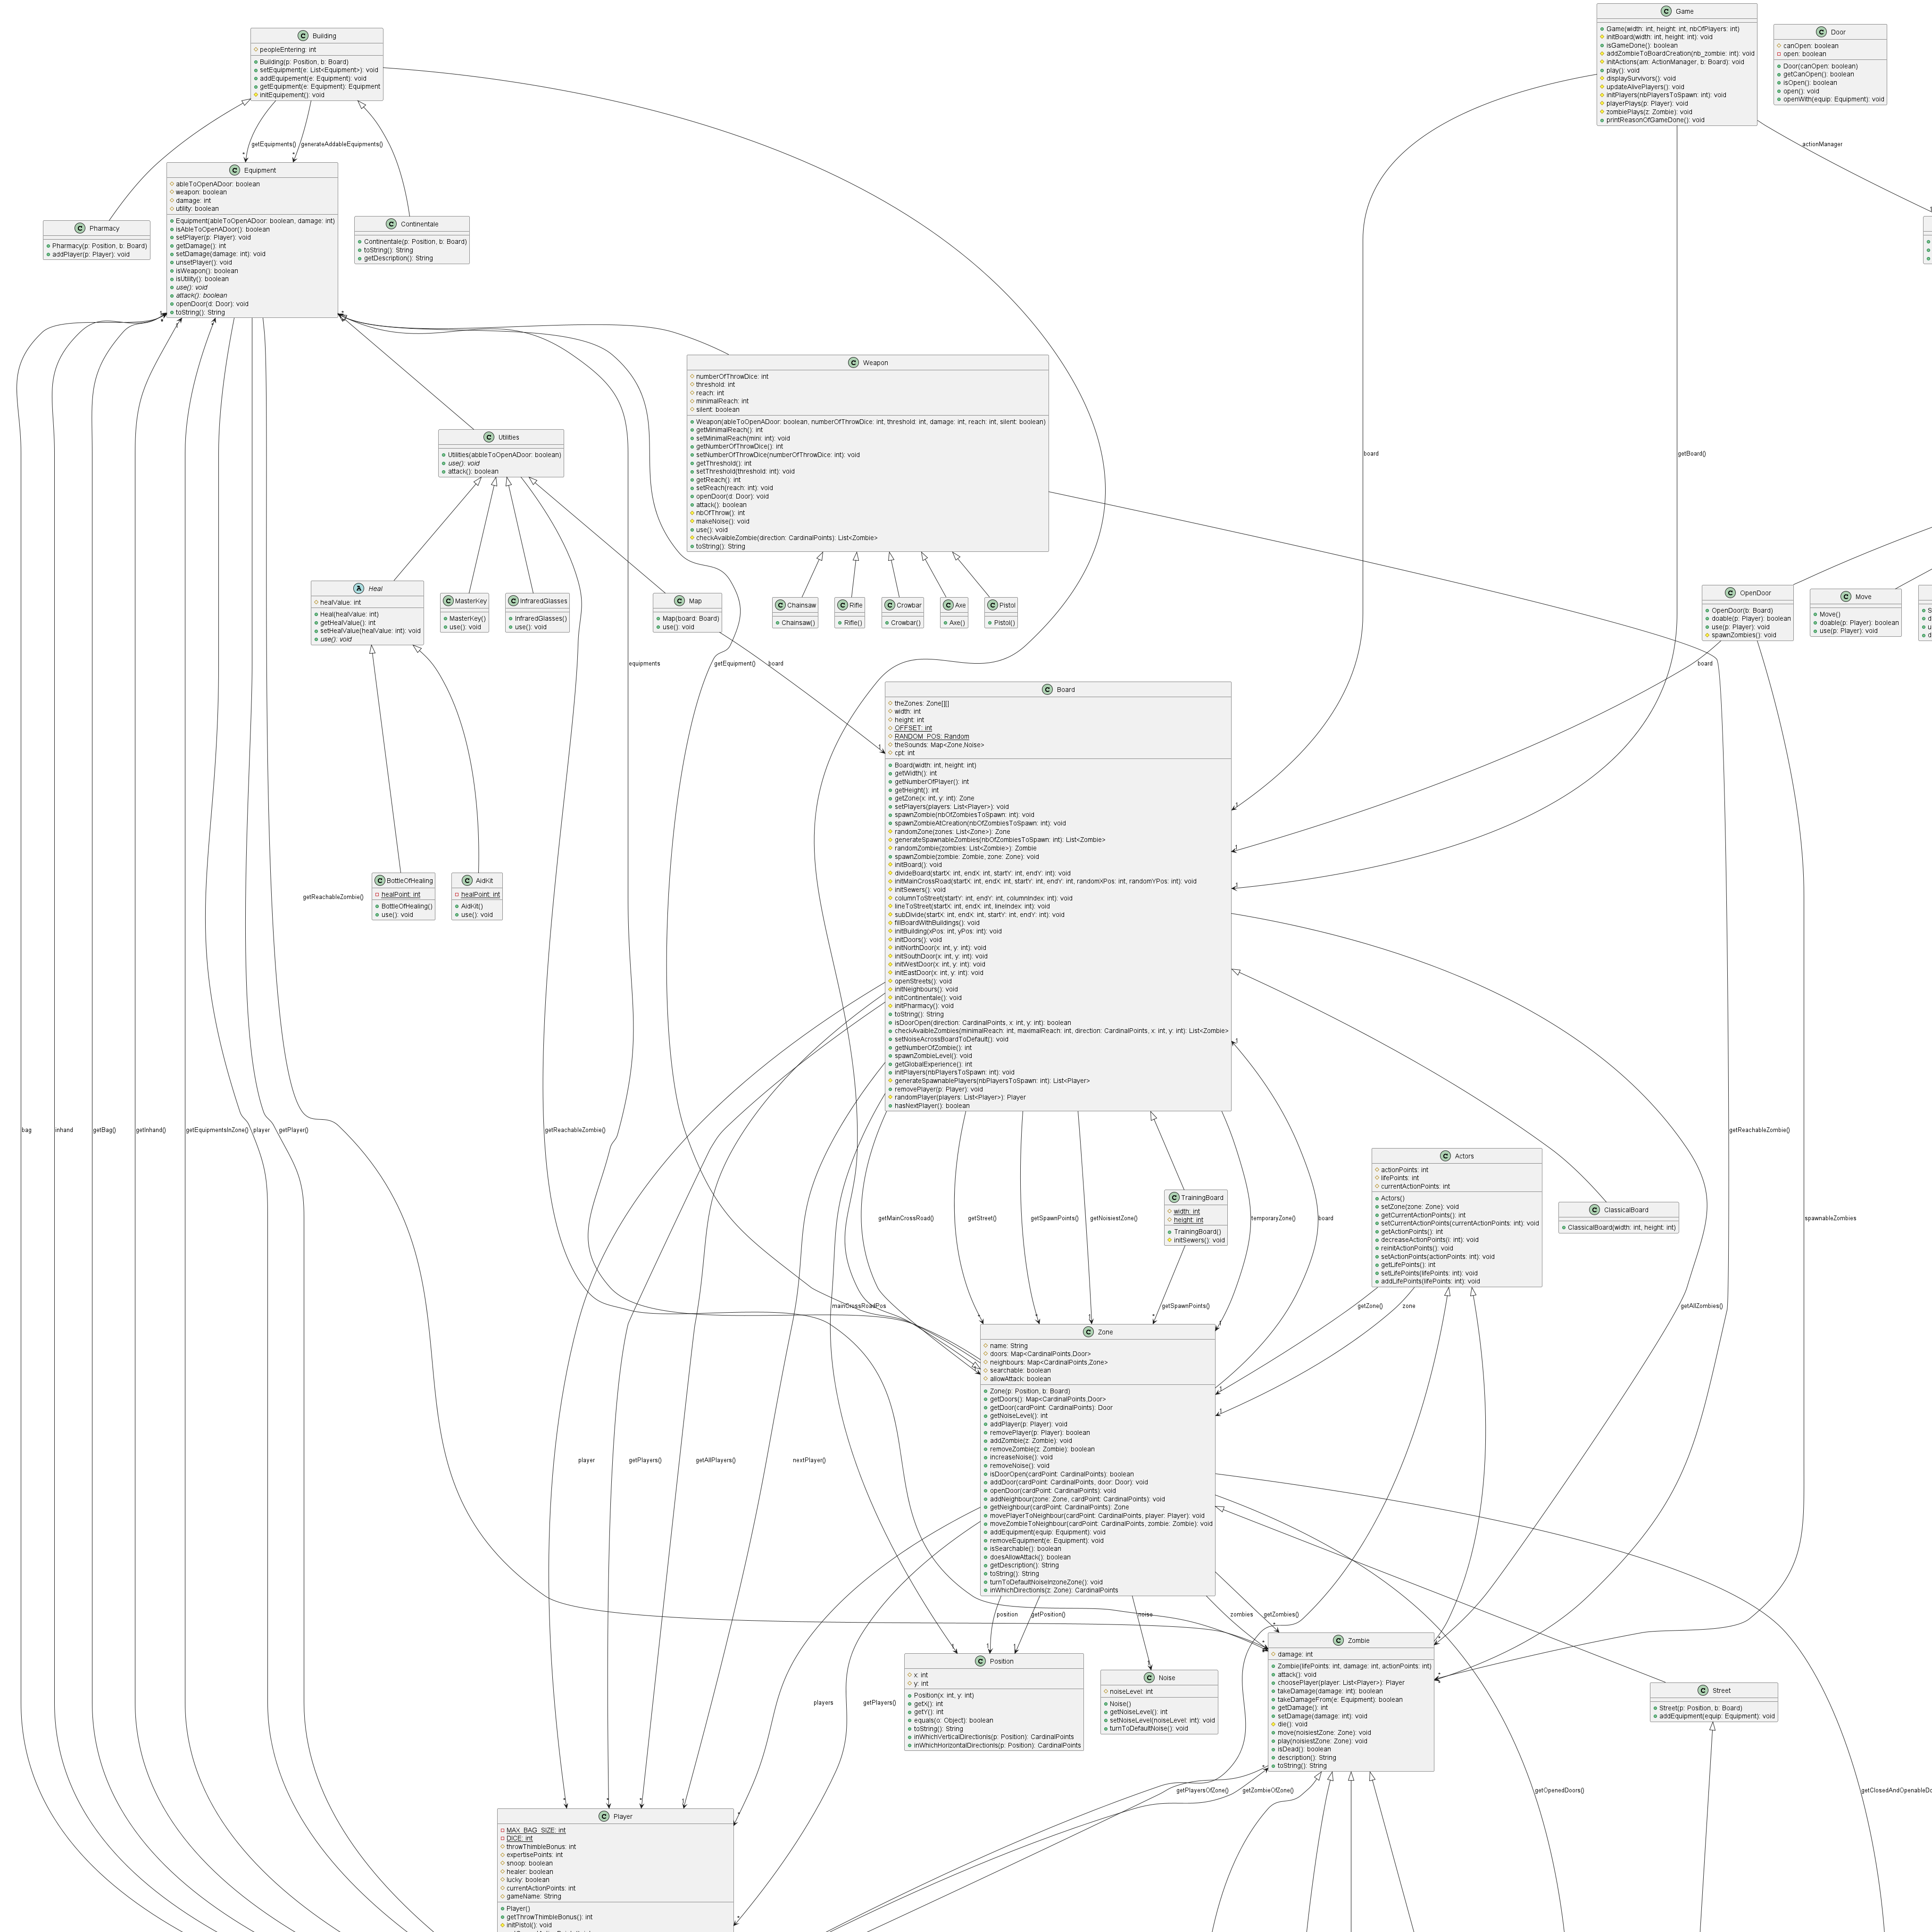 Building
peopleEntering: int
Building(p: Position, b: Board)
setEquipment(e: List<Equipment>): void
addEquipement(e: Equipment): void
getEquipment(e: Equipment): Equipment
initEquipement(): void
Game
Game(width: int, height: int, nbOfPlayers: int)
initBoard(width: int, height: int): void
isGameDone(): boolean
addZombieToBoardCreation(nb_zombie: int): void
initActions(am: ActionManager, b: Board): void
play(): void
displaySurvivors(): void
updateAlivePlayers(): void
initPlayers(nbPlayersToSpawn: int): void
playerPlays(p: Player): void
zombiePlays(z: Zombie): void
printReasonOfGameDone(): void
Door
canOpen: boolean
open: boolean
Door(canOpen: boolean)
getCanOpen(): boolean
isOpen(): boolean
open(): void
openWith(equip: Equipment): void
getEquipments()
generateAddableEquipments()
actionManager
Pharmacy
Pharmacy(p: Position, b: Board)
addPlayer(p: Player): void
Equipment
ableToOpenADoor: boolean
weapon: boolean
damage: int
utility: boolean
Equipment(ableToOpenADoor: boolean, damage: int)
isAbleToOpenADoor(): boolean
setPlayer(p: Player): void
getDamage(): int
setDamage(damage: int): void
unsetPlayer(): void
isWeapon(): boolean
isUtility(): boolean
use(): void
attack(): boolean
openDoor(d: Door): void
toString(): String
Continentale
Continentale(p: Position, b: Board)
toString(): String
getDescription(): String
Weapon
numberOfThrowDice: int
threshold: int
reach: int
minimalReach: int
silent: boolean
Weapon(ableToOpenADoor: boolean, numberOfThrowDice: int, threshold: int, damage: int, reach: int, silent: boolean)
getMinimalReach(): int
setMinimalReach(mini: int): void
getNumberOfThrowDice(): int
setNumberOfThrowDice(numberOfThrowDice: int): void
getThreshold(): int
setThreshold(threshold: int): void
getReach(): int
setReach(reach: int): void
openDoor(d: Door): void
attack(): boolean
nbOfThrow(): int
makeNoise(): void
use(): void
checkAvaibleZombie(direction: CardinalPoints): List<Zombie>
toString(): String
board
getBoard()
Utilities
Utilities(abbleToOpenADoor: boolean)
use(): void
attack(): boolean
Heal
healValue: int
Heal(healValue: int)
getHealValue(): int
setHealValue(healValue: int): void
use(): void
MasterKey
MasterKey()
use(): void
InfraredGlasses
InfraredGlasses()
use(): void
Map
Map(board: Board)
use(): void
Chainsaw
Chainsaw()
Rifle
Rifle()
Crowbar
Crowbar()
Axe
Axe()
Pistol
Pistol()
OpenDoor
OpenDoor(b: Board)
doable(p: Player): boolean
use(p: Player): void
spawnZombies(): void
Move
Move()
doable(p: Player): boolean
use(p: Player): void
equipments
getEquipment()
board
board
Board
theZones: Zone[][]
width: int
height: int
OFFSET: int
RANDOM_POS: Random
theSounds: Map<Zone,Noise>
cpt: int
Board(width: int, height: int)
getWidth(): int
getNumberOfPlayer(): int
getHeight(): int
getZone(x: int, y: int): Zone
setPlayers(players: List<Player>): void
spawnZombie(nbOfZombiesToSpawn: int): void
spawnZombieAtCreation(nbOfZombiesToSpawn: int): void
randomZone(zones: List<Zone>): Zone
generateSpawnableZombies(nbOfZombiesToSpawn: int): List<Zombie>
randomZombie(zombies: List<Zombie>): Zombie
spawnZombie(zombie: Zombie, zone: Zone): void
initBoard(): void
divideBoard(startX: int, endX: int, startY: int, endY: int): void
initMainCrossRoad(startX: int, endX: int, startY: int, endY: int, randomXPos: int, randomYPos: int): void
initSewers(): void
columnToStreet(startY: int, endY: int, columnIndex: int): void
lineToStreet(startX: int, endX: int, lineIndex: int): void
subDivide(startX: int, endX: int, startY: int, endY: int): void
fillBoardWithBuildings(): void
initBuilding(xPos: int, yPos: int): void
initDoors(): void
initNorthDoor(x: int, y: int): void
initSouthDoor(x: int, y: int): void
initWestDoor(x: int, y: int): void
initEastDoor(x: int, y: int): void
openStreets(): void
initNeighbours(): void
initContinentale(): void
initPharmacy(): void
toString(): String
isDoorOpen(direction: CardinalPoints, x: int, y: int): boolean
checkAvaibleZombies(minimalReach: int, maximalReach: int, direction: CardinalPoints, x: int, y: int): List<Zombie>
setNoiseAcrossBoardToDefault(): void
getNumberOfZombie(): int
spawnZombieLevel(): void
getGlobalExperience(): int
initPlayers(nbPlayersToSpawn: int): void
generateSpawnablePlayers(nbPlayersToSpawn: int): List<Player>
removePlayer(p: Player): void
randomPlayer(players: List<Player>): Player
hasNextPlayer(): boolean
BottleOfHealing
healPoint: int
BottleOfHealing()
use(): void
AidKit
healPoint: int
AidKit()
use(): void
getReachableZombie()
bag
inhand
getBag()
getInhand()
getEquipmentsInZone()
player
getPlayer()
getReachableZombie()
getReachableZombie()
Actors
actionPoints: int
lifePoints: int
currentActionPoints: int
Actors()
setZone(zone: Zone): void
getCurrentActionPoints(): int
setCurrentActionPoints(currentActionPoints: int): void
getActionPoints(): int
decreaseActionPoints(i: int): void
reinitActionPoints(): void
setActionPoints(actionPoints: int): void
getLifePoints(): int
setLifePoints(lifePoints: int): void
addLifePoints(lifePoints: int): void
TrainingBoard
width: int
height: int
TrainingBoard()
initSewers(): void
ClassicalBoard
ClassicalBoard(width: int, height: int)
getMainCrossRoad()
getStreet()
getSpawnPoints()
getNoisiestZone()
temporaryZone()
board
spawnableZombies
mainCrossRoadPos
getSpawnPoints()
getZone()
zone
getAllZombies()
Zone
name: String
doors: Map<CardinalPoints,Door>
neighbours: Map<CardinalPoints,Zone>
searchable: boolean
allowAttack: boolean
Zone(p: Position, b: Board)
getDoors(): Map<CardinalPoints,Door>
getDoor(cardPoint: CardinalPoints): Door
getNoiseLevel(): int
addPlayer(p: Player): void
removePlayer(p: Player): boolean
addZombie(z: Zombie): void
removeZombie(z: Zombie): boolean
increaseNoise(): void
removeNoise(): void
isDoorOpen(cardPoint: CardinalPoints): boolean
addDoor(cardPoint: CardinalPoints, door: Door): void
openDoor(cardPoint: CardinalPoints): void
addNeighbour(zone: Zone, cardPoint: CardinalPoints): void
getNeighbour(cardPoint: CardinalPoints): Zone
movePlayerToNeighbour(cardPoint: CardinalPoints, player: Player): void
moveZombieToNeighbour(cardPoint: CardinalPoints, zombie: Zombie): void
addEquipment(equip: Equipment): void
removeEquipment(e: Equipment): void
isSearchable(): boolean
doesAllowAttack(): boolean
getDescription(): String
toString(): String
turnToDefaultNoiseInzoneZone(): void
inWhichDirectionIs(z: Zone): CardinalPoints
player
getPlayers()
getAllPlayers()
nextPlayer()
position
getPosition()
noise
zombies
getZombies()
Position
x: int
y: int
Position(x: int, y: int)
getX(): int
getY(): int
equals(o: Object): boolean
toString(): String
inWhichVerticalDirectionIs(p: Position): CardinalPoints
inWhichHorizontalDirectionIs(p: Position): CardinalPoints
Noise
noiseLevel: int
Noise()
getNoiseLevel(): int
setNoiseLevel(noiseLevel: int): void
turnToDefaultNoise(): void
Zombie
damage: int
Zombie(lifePoints: int, damage: int, actionPoints: int)
attack(): void
choosePlayer(player: List<Player>): Player
takeDamage(damage: int): boolean
takeDamageFrom(e: Equipment): boolean
getDamage(): int
setDamage(damage: int): void
die(): void
move(noisiestZone: Zone): void
play(noisiestZone: Zone): void
isDead(): boolean
description(): String
toString(): String
Street
Street(p: Position, b: Board)
addEquipment(equip: Equipment): void
players
getPlayers()
getPlayersOfZone()
getZombieOfZone()
getOpenedDoors()
Player
MAX_BAG_SIZE: int
DICE: int
throwThimbleBonus: int
expertisePoints: int
snoop: boolean
healer: boolean
lucky: boolean
currentActionPoints: int
gameName: String
Player()
getThrowThimbleBonus(): int
initPistol(): void